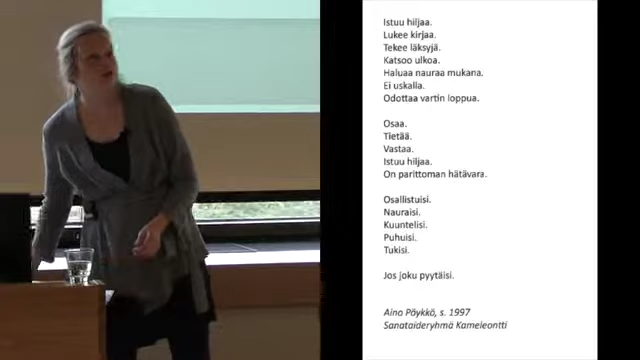 Istuu hiljaa.
Lukee kirjaa.
Tekee läksyjä.
Katsoo ulkoa.
Haluaa nauraa mukana.
Ei uskalla.
Odottaa vartin loppua.
Osaa.
Tietää.
Vastaa.
Istuu hiljaa.
On parittoman hätävara.
Osallistuisi.
Nauraisi.
Kuuntelisi.
Puhuisi.
Tukisi.
Jos joku pyytäisi.
Aino Pöykkö, s. 1997
Sanataideryhmä Kameleontti